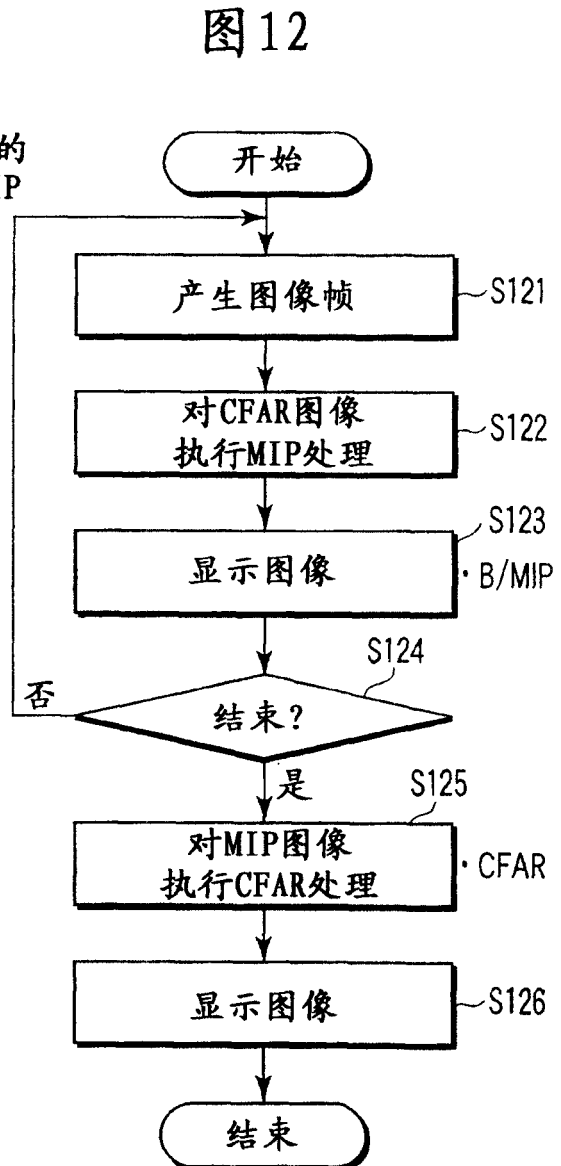 图12
的
IP
开始
产生图像帧
S121
对CFAR图像
执行MIP处理
S122
S123
显示图像
·B/MIP
S124
结束?
否
是
S125
对MIP图像
执行CFAR处理
·CFAR
显示图像
S126
结束